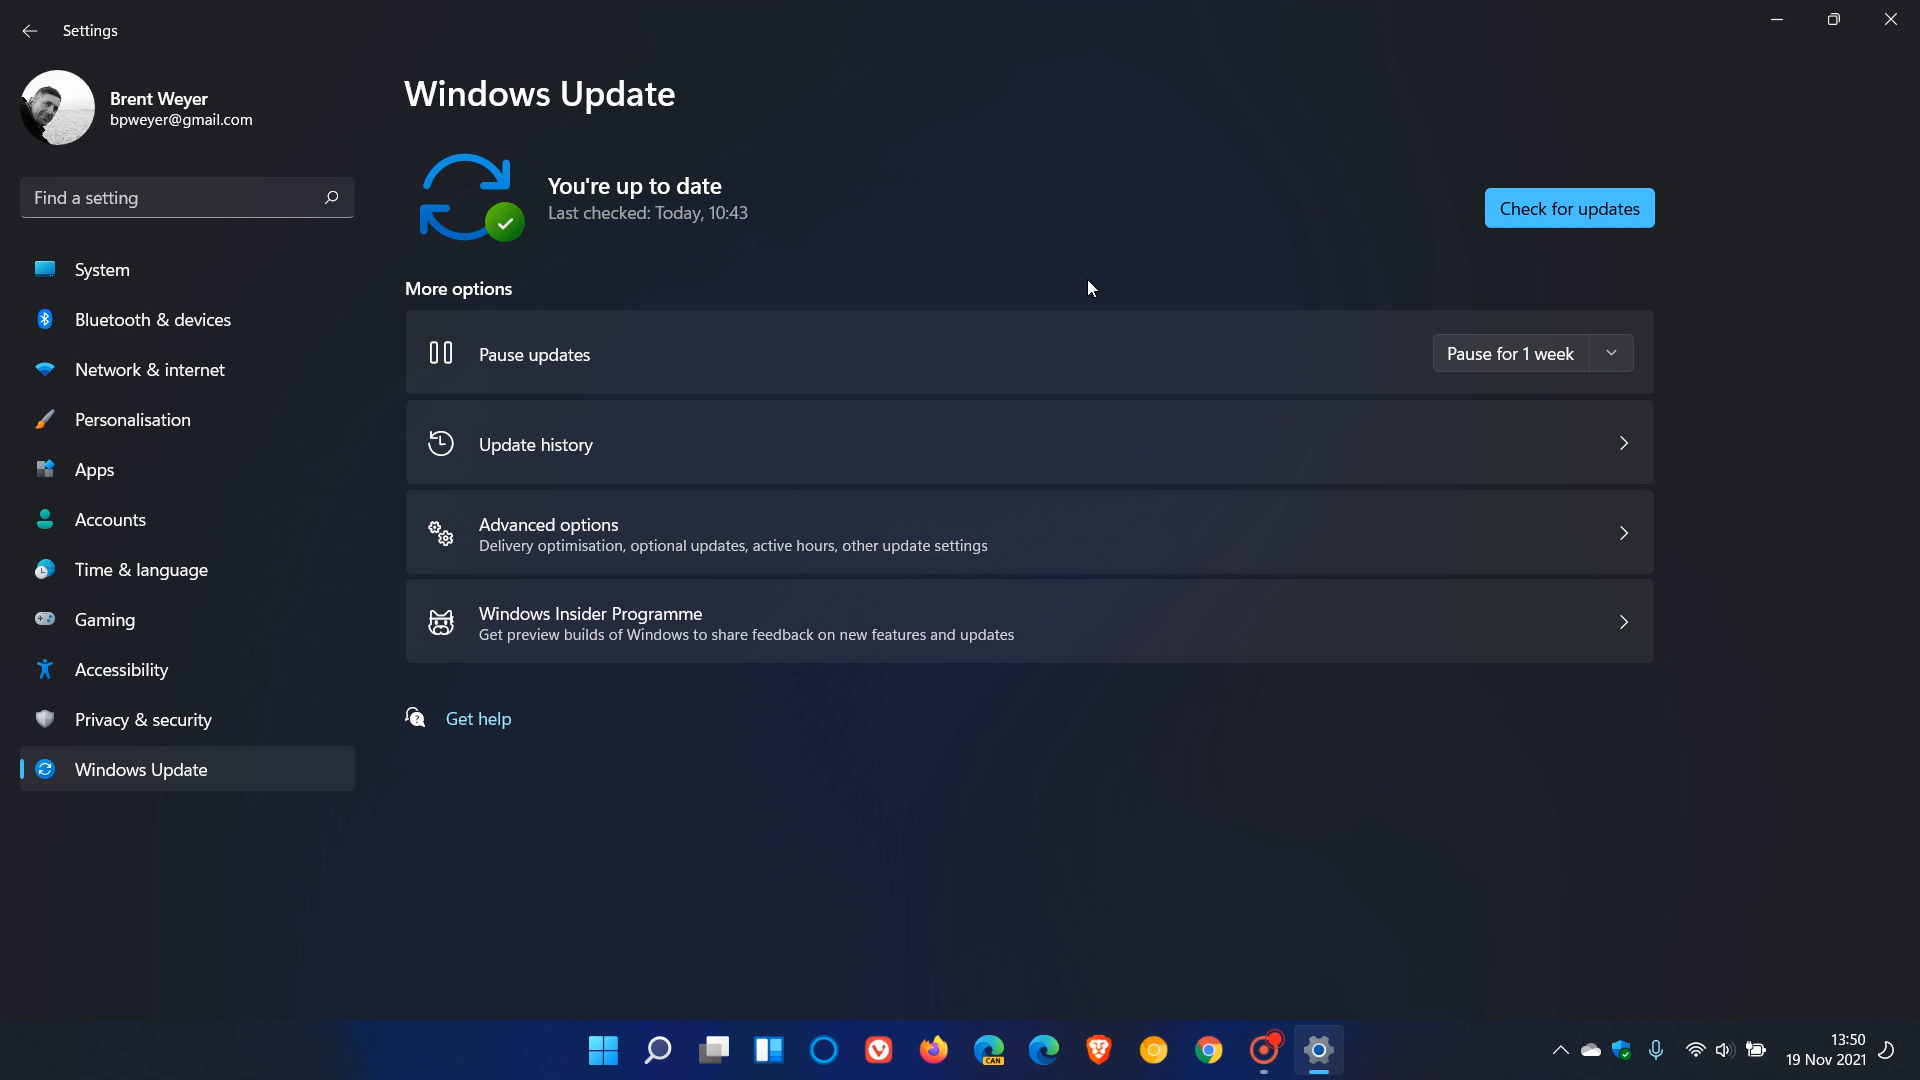 Settings
Brent Weyer
bpweyer@gmail.com
Find a setting
System
Bluetooth & devices
Network & internet
Personalisation
Apps
Accounts
Time & language
Gaming
Accessibility
Privacy & security
Windows Update
Windows Update
You're up to date
Last checked: Today, 10:43
Check for updates
More options
Pause updates
Pause for 1 week
Update history
Advanced options
Delivery optimisation, optional updates, active hours, other update settings
Windows Insider Programme
Get preview builds of Windows to share feedback on new features and updates
Get help
CAN
13:50
19 Nov 2021